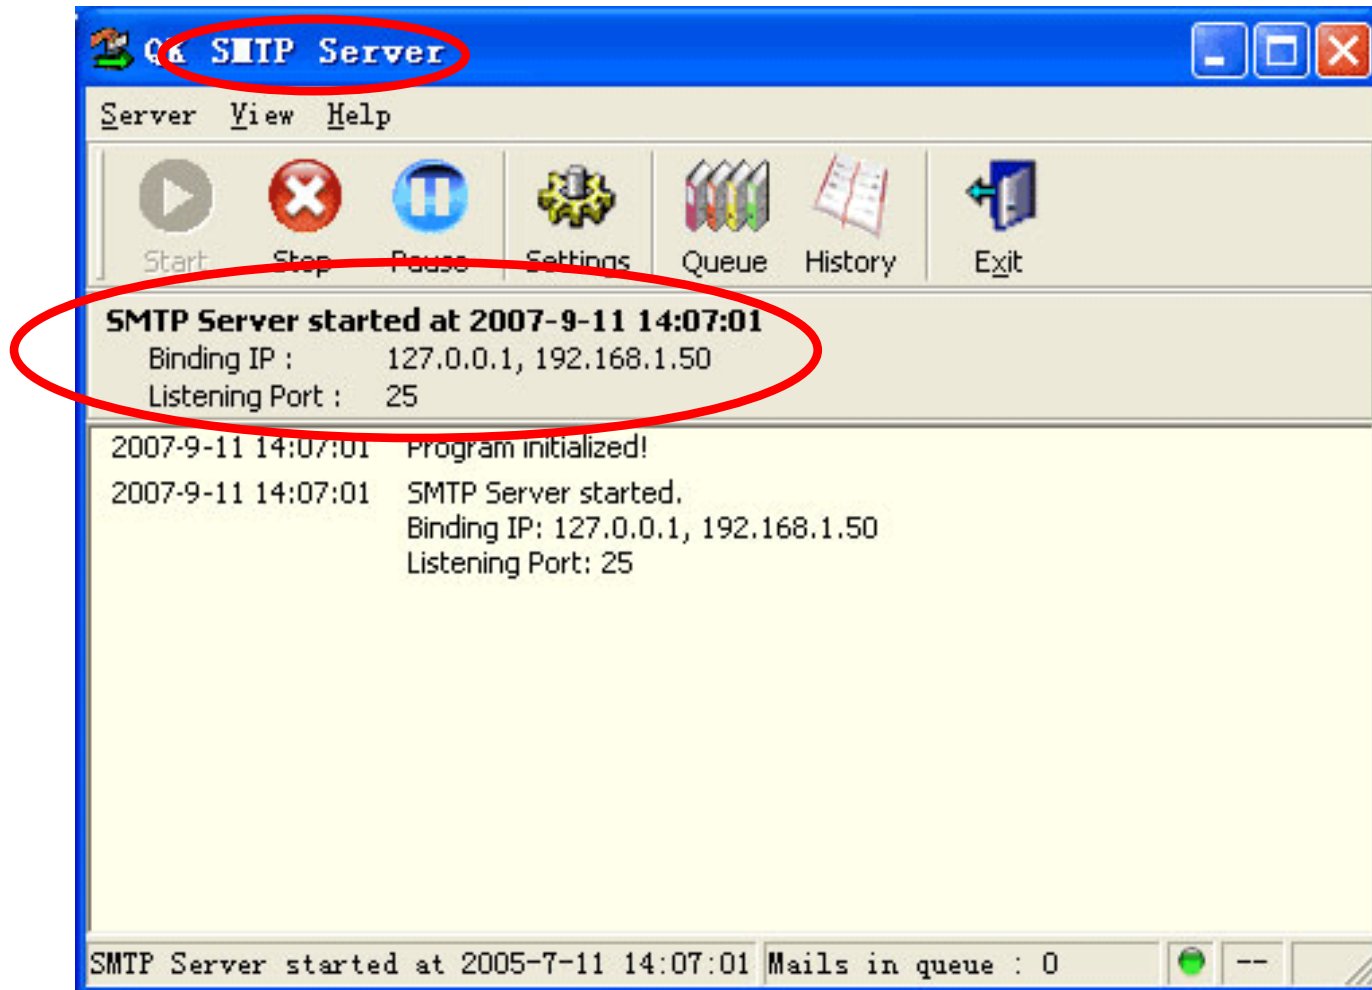 QK SMTP Server
Server View Help
Start Stop Pause Settings Queue History Exit
SMTP Server started at 2007-9-11 14:07:01
Binding IP : 127.0.0.1, 192.168.1.50
Listening Port : 25
2007-9-11 14:07:01 Program initialized!
2007-9-11 14:07:01 SMTP Server started.
Binding IP: 127.0.0.1, 192.168.1.50
Listening Port: 25
SMTP Server started at 2005-7-11 14:07:01 Mails in queue : 0 --